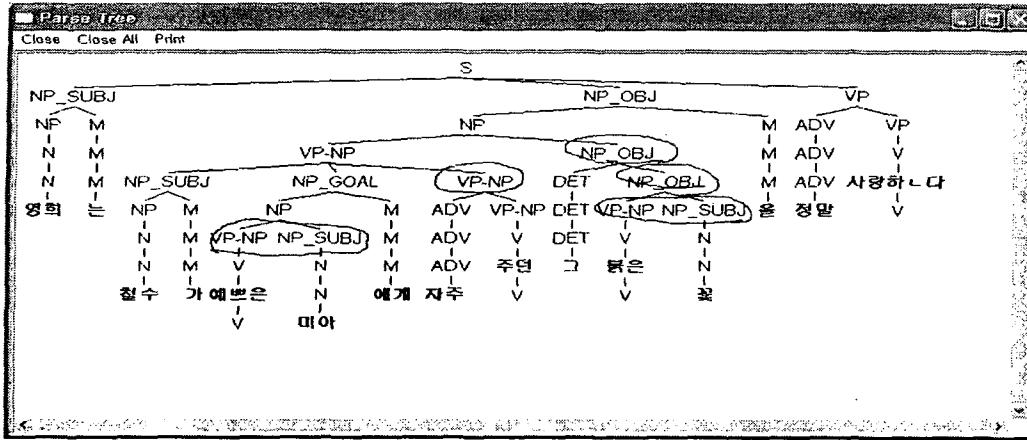 Parse Tree
Close Close All Print
S
NP_SUBJ NP_OBJ VP
NP M NP M ADV VP
N M VP-NP NP_OBJ M ADV V
N M NP_SUBJ NP_GOAL VP-NP DET NP_OBJ M ADV 사랑하ㄴ다
영희 는 NP M NP M ADV VP-NP DET VP-NP NP_SUBJ 을 정말 V
N M VP-NP NP_SUBJ M ADV V DET V N
N M V N M ADV 주던 그 붉은 N
철수 가 예쁘은 N 에게 자주 V V 꽃
V 미아